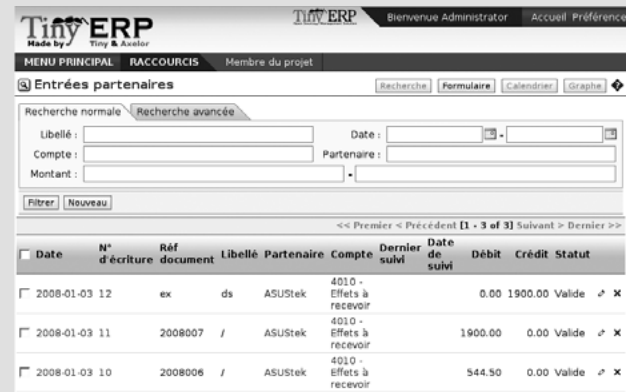 Tiny ERP
Made by Tiny & Axelor
Tiny ERP
Bienvenue Administrator Accueil Préférence
MENU PRINCIPAL RACCOURCIS Membre du projet
Entrées partenaires Recherche Formulaire Calendrier Graphe
Recherche normale Recherche avancée
Libellé : Date : -
Compte : Partenaire :
Montant : -
Filtrer Nouveau
<< Premier < Précédent [1 - 3 of 3] Suivant > Dernier >>
Date N° d'écriture Réf document Libellé Partenaire Compte Dernier suivi Date de suivi Débit Crédit Statut
2008-01-03 12 ex ds ASUStek 4010 - Effets à recevoir 0.00 1900.00 Valide
2008-01-03 11 2008007 / ASUStek 4010 - Effets à recevoir 1900.00 0.00 Valide
2008-01-03 10 2008006 / ASUStek 4010 - Effets à recevoir 544.50 0.00 Valide